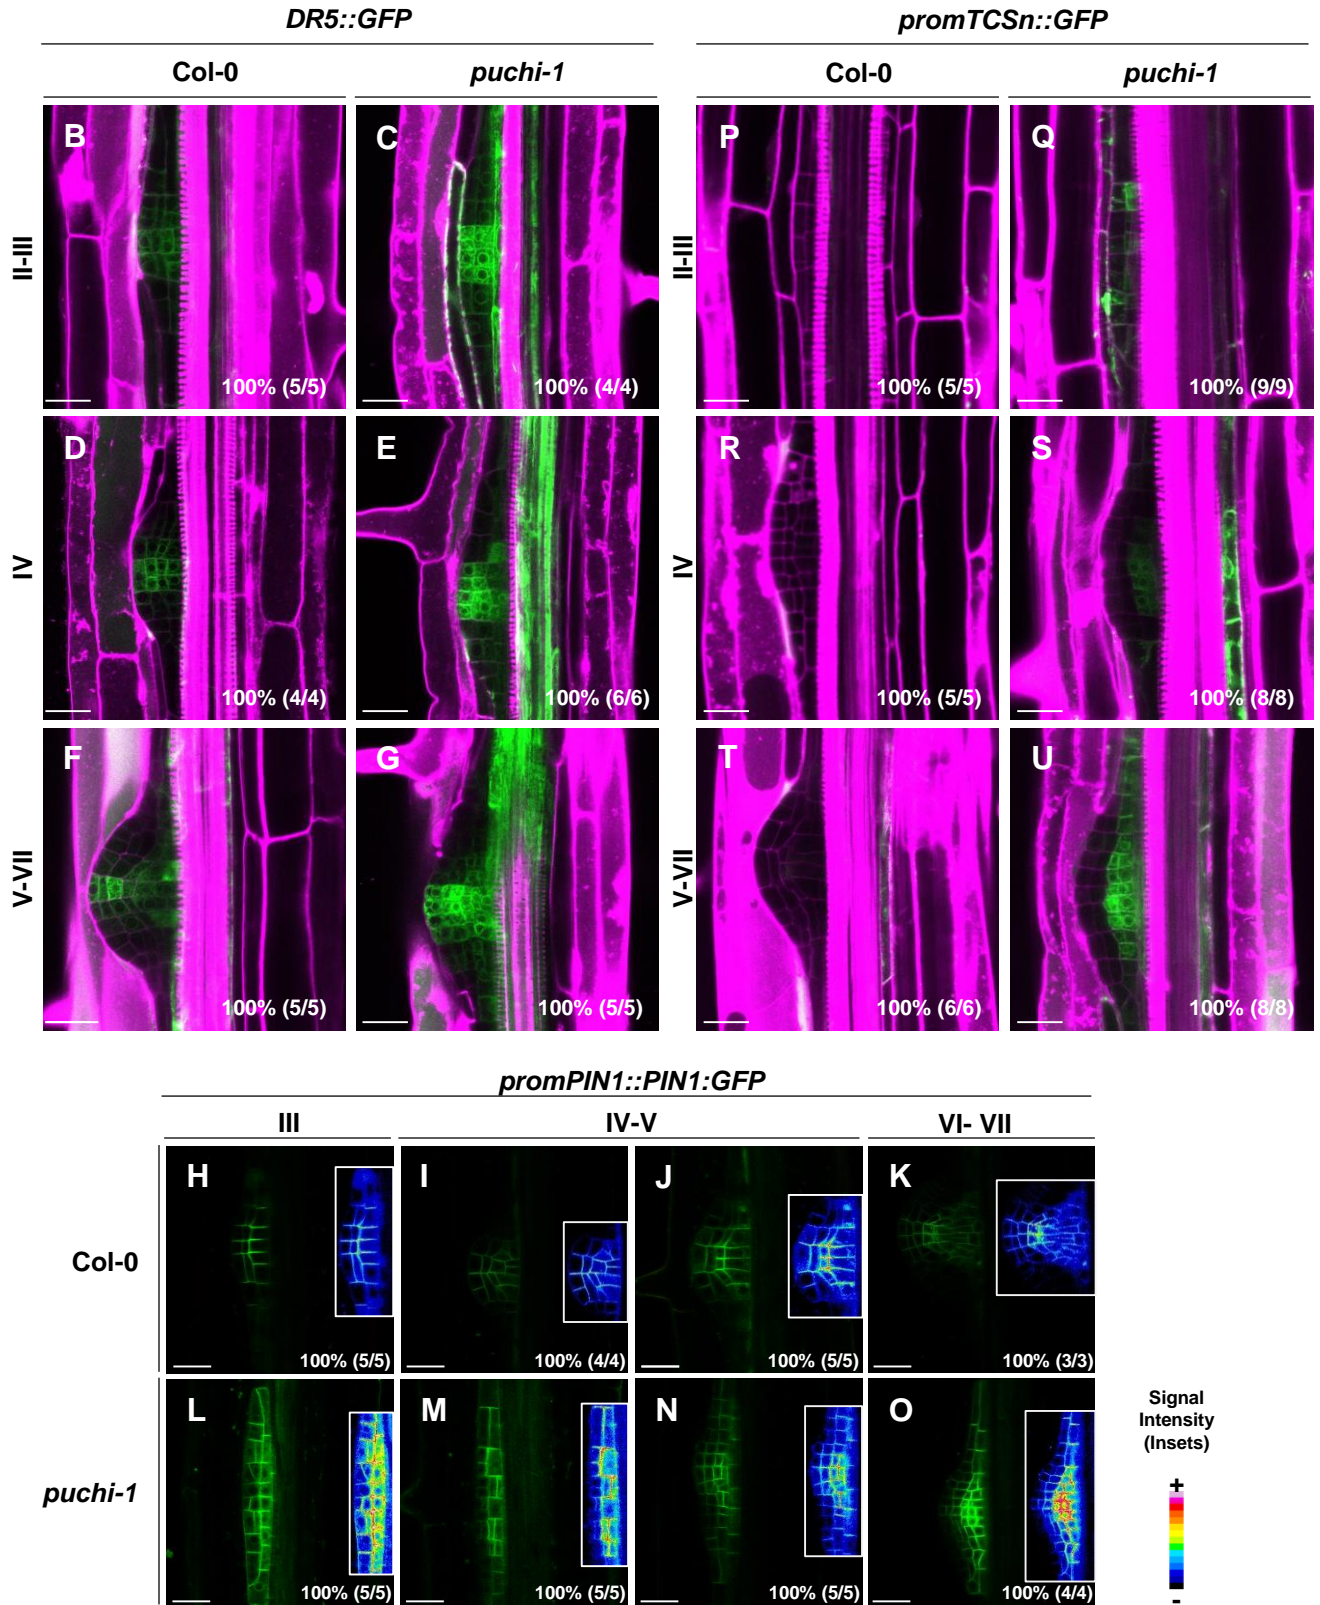 DR5::GFP
promTCSn::GFP
Col-0
puchi-1
Col-0
puchi-1
II-III
B
100% (5/5)
C
100% (4/4)
II-III
P
100% (5/5)
Q
100% (9/9)
IV
D
100% (4/4)
E
100% (6/6)
IV
R
100% (5/5)
S
100% (8/8)
V-VII
F
100% (5/5)
G
100% (5/5)
V-VII
T
100% (6/6)
U
100% (8/8)
promPIN1::PIN1:GFP
III
IV-V
VI- VII
Col-0
H
100% (5/5)
I
100% (4/4)
J
100% (5/5)
K
100% (3/3)
puchi-1
L
100% (5/5)
M
100% (5/5)
N
100% (5/5)
O
100% (4/4)
Signal
Intensity
(Insets)
+
-